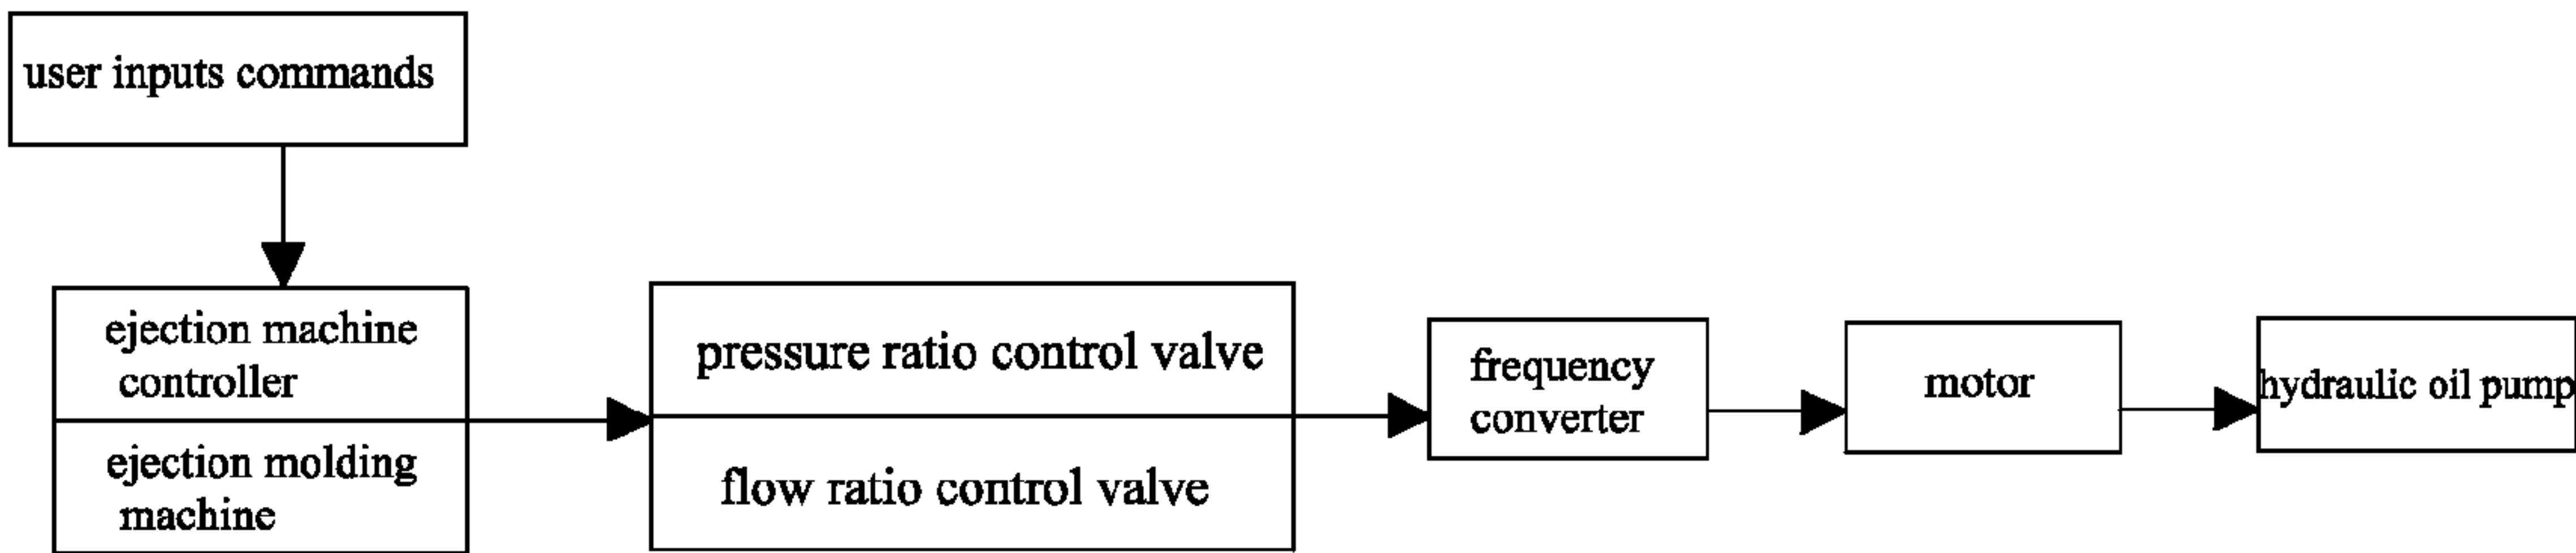 user inputs commands
ejection machine
controller
ejection molding
machine
pressure ratio control valve
flow ratio control valve
frequency
converter
motor
hydraulic oil pump